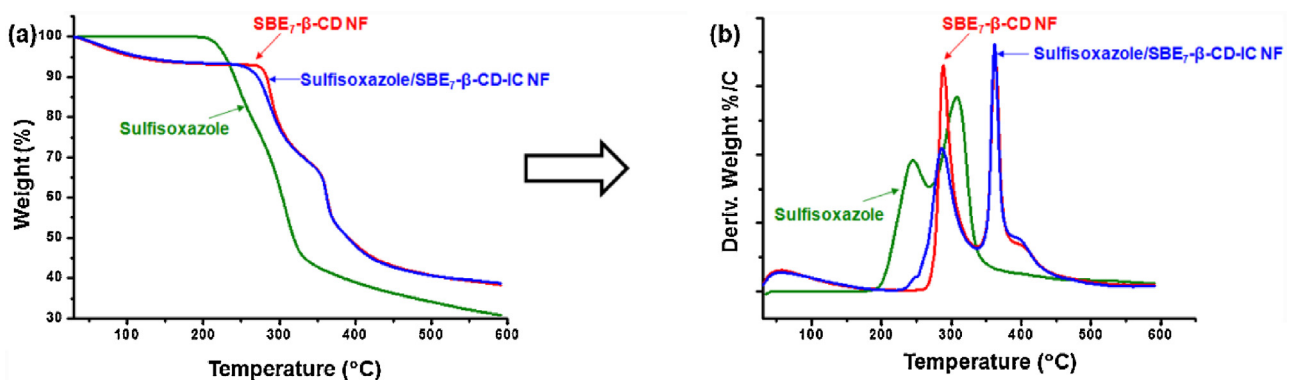 (a)
100
90
80
70
60
50
40
30
100
200
300
400
500
600
Weight (%)
Temperature (°C)
SBE₇-β-CD NF
Sulfisoxazole/SBE₇-β-CD-IC NF
Sulfisoxazole
(b)
SBE₇-β-CD NF
Sulfisoxazole/SBE₇-β-CD-IC NF
Sulfisoxazole
Deriv. Weight %/C
100
200
300
400
500
600
Temperature (°C)